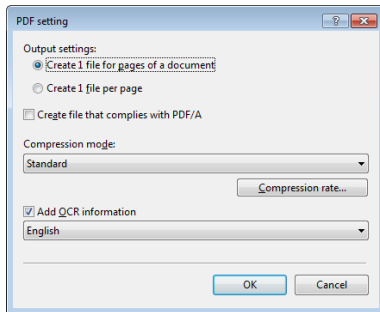 PDF setting
Output settings:
Create 1 file for pages of a document
Create 1 file per page
Create file that complies with PDF/A
Compression mode:
Standard
Compression rate...
Add OCR information
English
OK Cancel